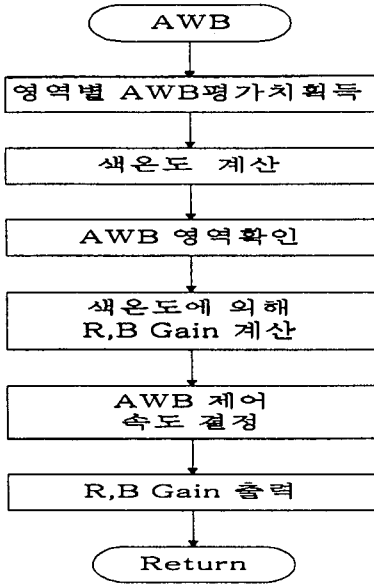 AWB
영역별 AWB평가치획득
색온도 계산
AWB 영역확인
색온도에 의해
R,B Gain 계산
AWB 제어
속도 결정
R,B Gain 출력
Return